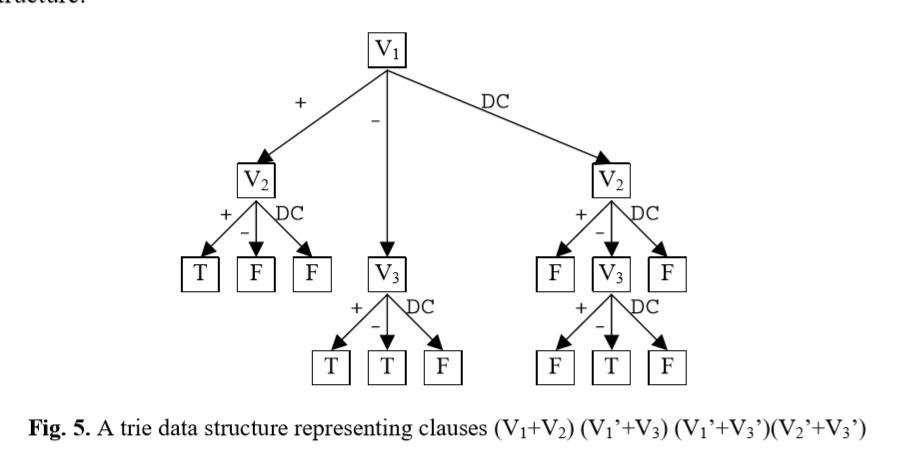 V₁
+
−
DC
V₂
V₂
+
−
DC
+
−
DC
T
F
F
V₃
F
V₃
F
+
−
DC
+
−
DC
T
T
F
F
T
F
Fig. 5. A trie data structure representing clauses (V₁+V₂) (V₁’+V₃) (V₁’+V₃’)(V₂’+V₃’)